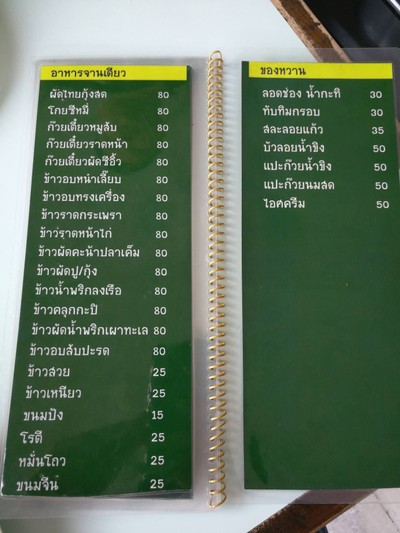 อาหารจานเดียว
ผัดไทยกุ้งสด 80
โกยซีหมี่ 80
ก๊วยเตี๋ยวหมูสับ 80
ก๊วยเตี๋ยวราดหน้า 80
ก๊วยเตี๋ยวผัดซีอิ้ว 80
ข้าวอบหน้าเลี๊ยบ 80
ข้าวอบทรงเครื่อง 80
ข้าวราดกระเพรา 80
ข้าวราดหน้าไก่ 80
ข้าวผัดคะน้าปลาเค็ม 80
ข้าวผัดปู/กุ้ง 80
ข้าวน้ำพริกลงเรือ 80
ข้าวคลุกกะปิ 80
ข้าวผัดน้ำพริกเผาทะเล 80
ข้าวอบสับปะรด 80
ข้าวสวย 25
ข้าวเหนียว 25
ขนมปัง 15
โรตี 25
หมั่นโถว 25
ขนมจีน 25
ของหวาน
ลอดช่อง น้ำกะทิ 30
ทับทิมกรอบ 30
สละลอยแก้ว 35
บัวลอยน้ำขิง 50
แปะก๊วยน้ำขิง 50
แปะก๊วยนมสด 50
ไอศครีม 50